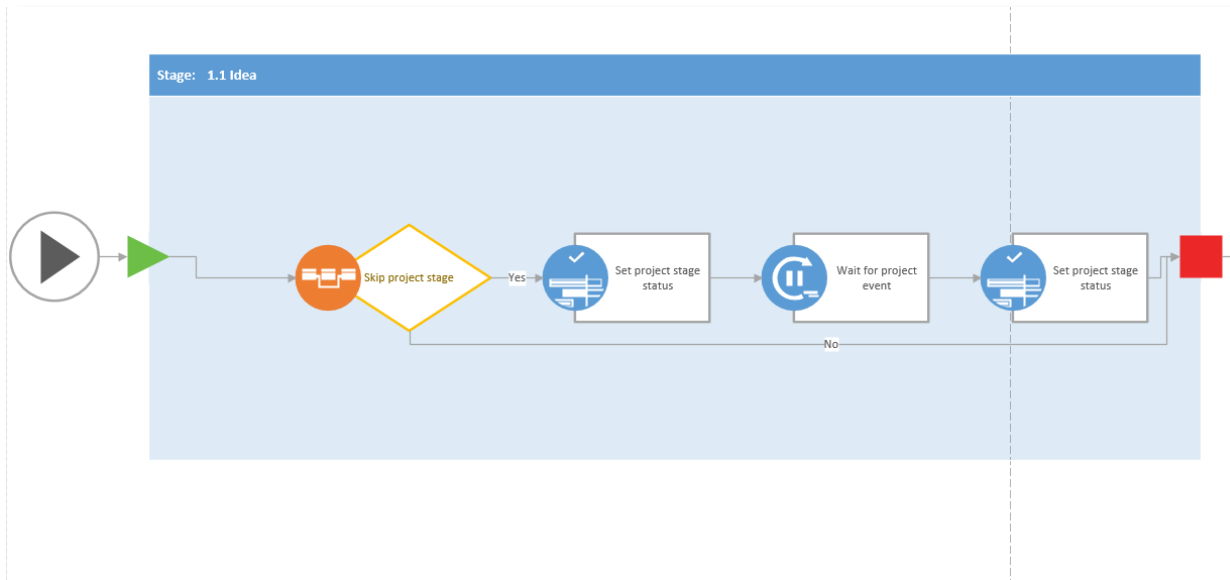 Stage: 1.1 Idea
Skip project stage
Yes
Set project stage
status
Wait for project
event
Set project stage
status
No